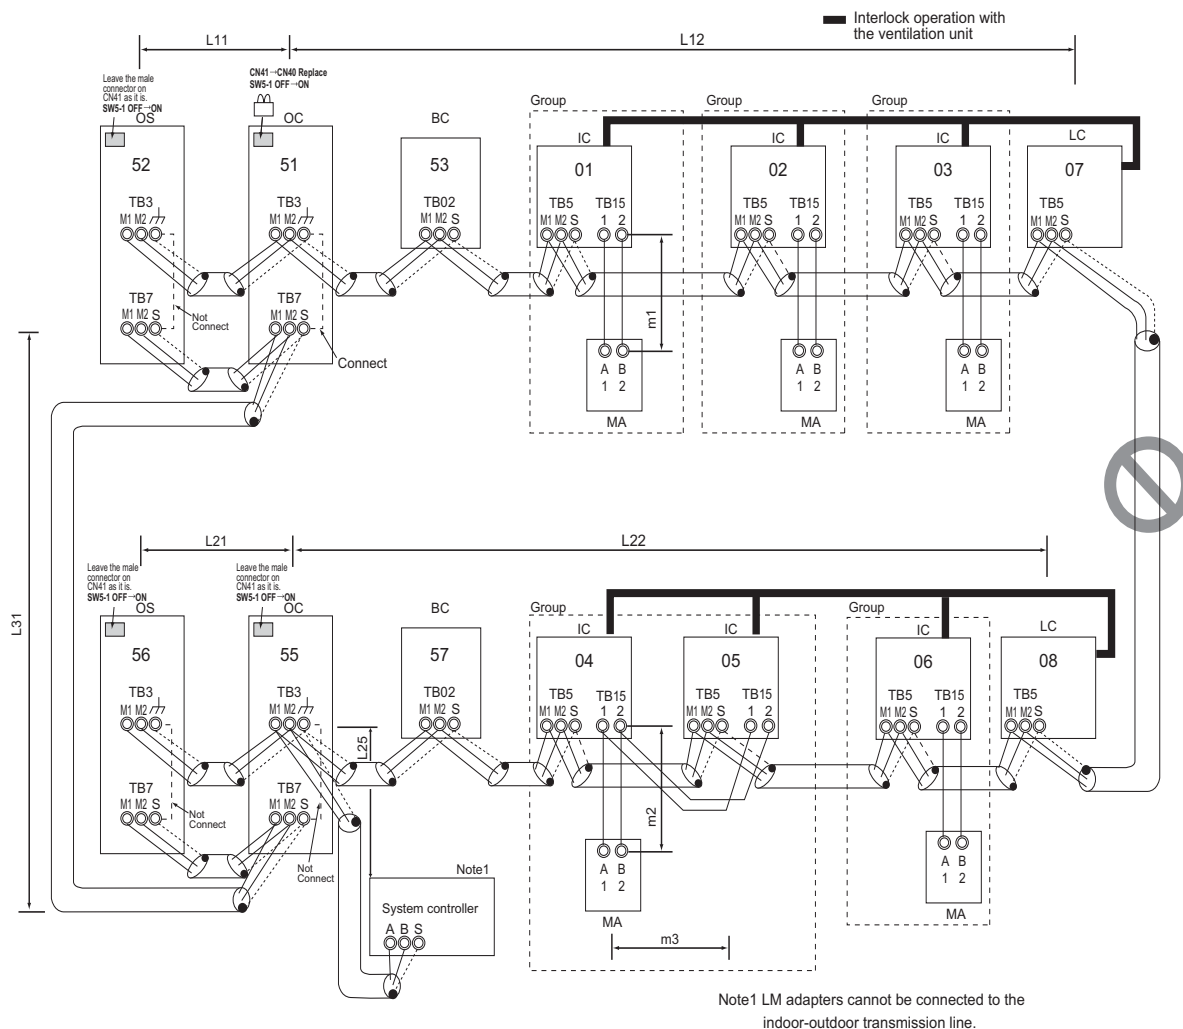 Interlock operation with
the ventilation unit
L11
L12
Leave the male
connector on
CN41 as it is.
SW5-1 OFF→ON
CN41→CN40 Replace
SW5-1 OFF→ON
OS
OC
BC
Group
Group
Group
IC
IC
IC
LC
52
51
53
01
02
03
07
TB3
TB3
TB02
TB5
TB15
TB5
TB15
TB5
TB15
TB5
M1 M2
M1 M2
M1 M2 S
M1 M2 S
1 2
M1 M2 S
1 2
M1 M2 S
1 2
M1 M2 S
TB7
TB7
Not
Connect
M1 M2 S
M1 M2 S
Connect
m1
A B
1 2
MA
A B
1 2
MA
A B
1 2
MA
L31
L21
L22
Leave the male
connector on
CN41 as it is.
SW5-1 OFF→ON
Leave the male
connector on
CN41 as it is.
SW5-1 OFF→ON
OS
OC
BC
Group
Group
IC
IC
IC
LC
56
55
57
04
05
06
08
TB3
TB3
TB02
TB5
TB15
TB5
TB15
TB5
TB15
TB5
M1 M2
M1 M2
M1 M2 S
M1 M2 S
1 2
M1 M2 S
1 2
M1 M2 S
1 2
M1 M2 S
L25
TB7
TB7
M1 M2 S
M1 M2 S
Not
Connect
Not
Connect
m2
A B
1 2
MA
A B
1 2
MA
Note1
System controller
A B S
m3
Note1 LM adapters cannot be connected to the
indoor-outdoor transmission line.